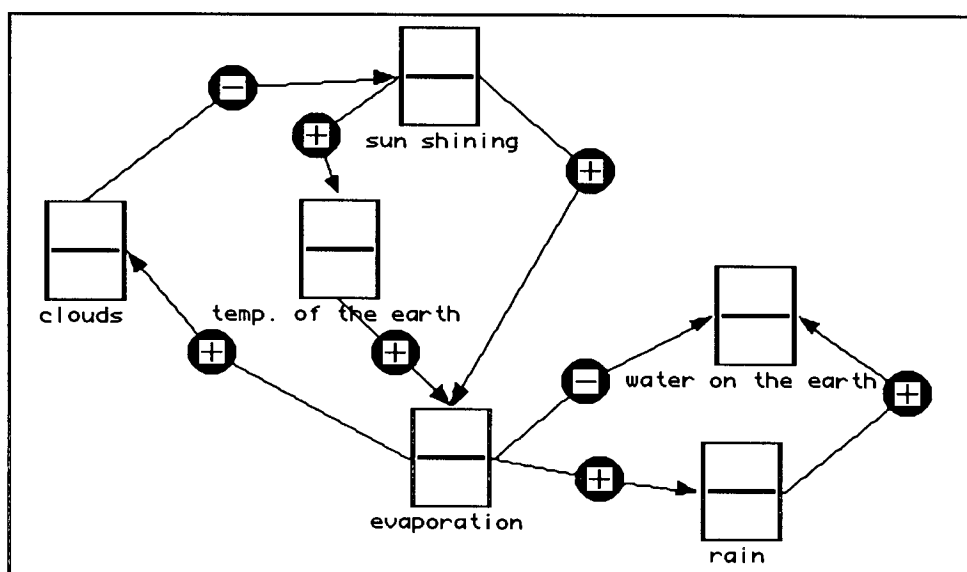 −
sun shining
+
+
clouds
temp. of the earth
+
+
−
water on the earth
+
evaporation
+
rain